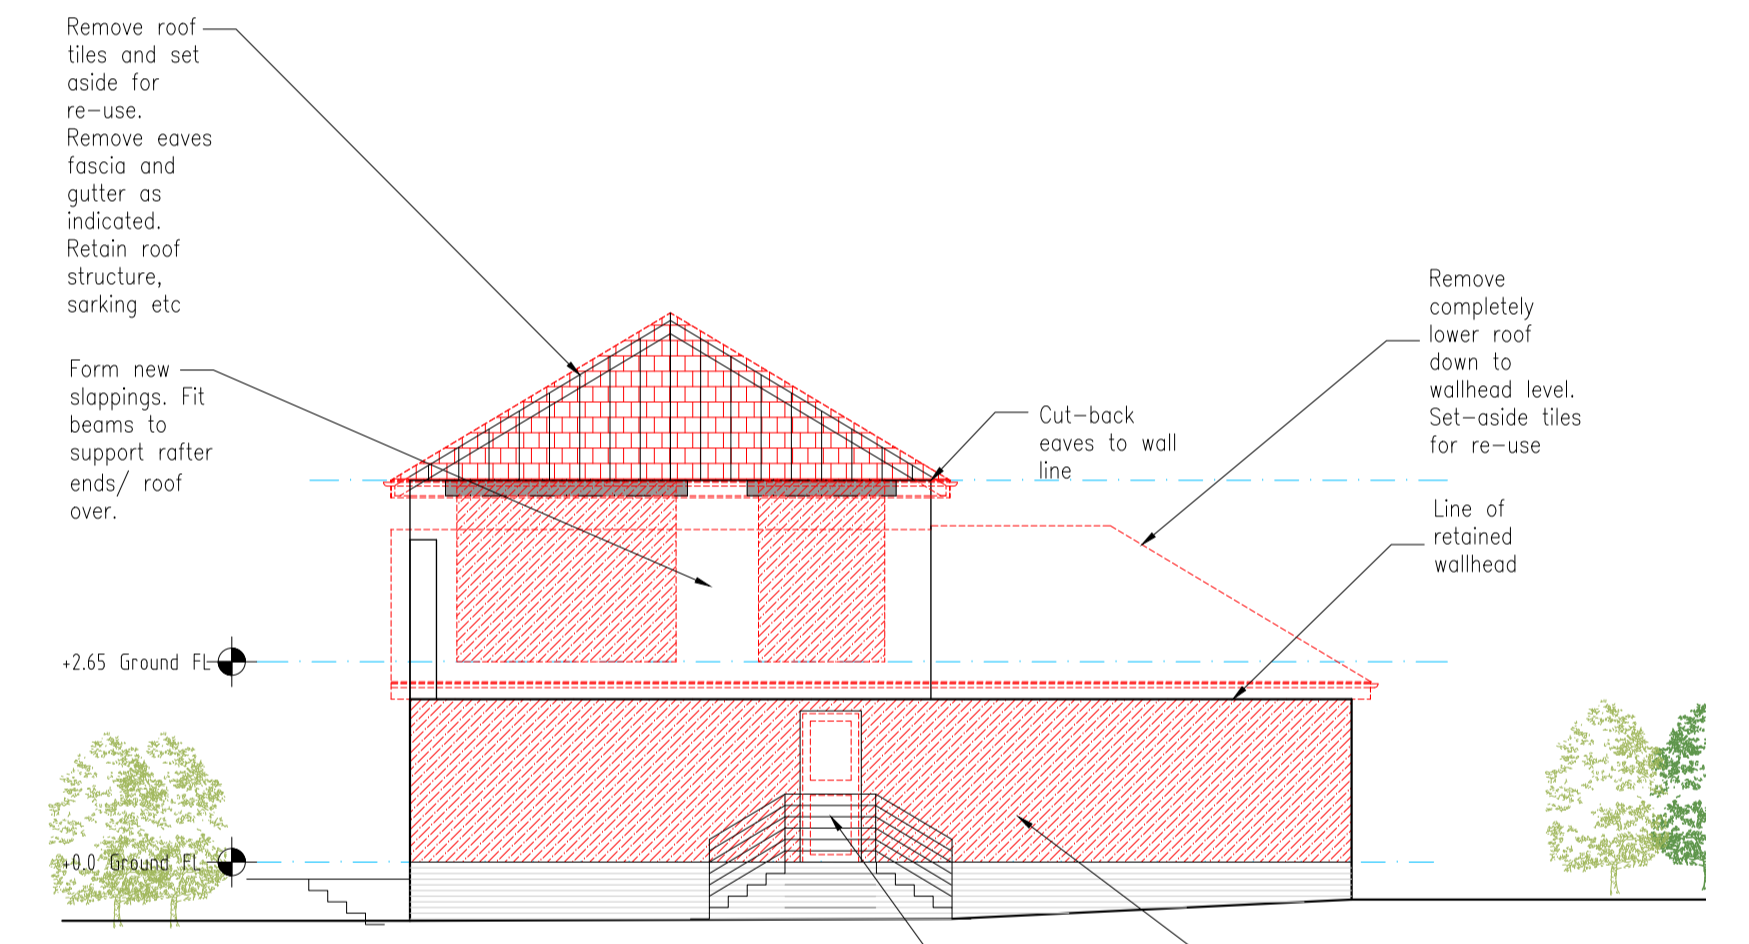 Remove roof
tiles and set
aside for
re-use.
Remove eaves
fascia and
gutter as
indicated.
Retain roof
structure,
sarking etc
Form new
slappings. Fit
beams to
support rafter
ends/ roof
over.
Cut-back
eaves to wall
line
Remove
completely
lower roof
down to
wallhead level.
Set-aside tiles
for re-use
Line of
retained
wallhead
+2.65 Ground FL
+0.0 Ground FL